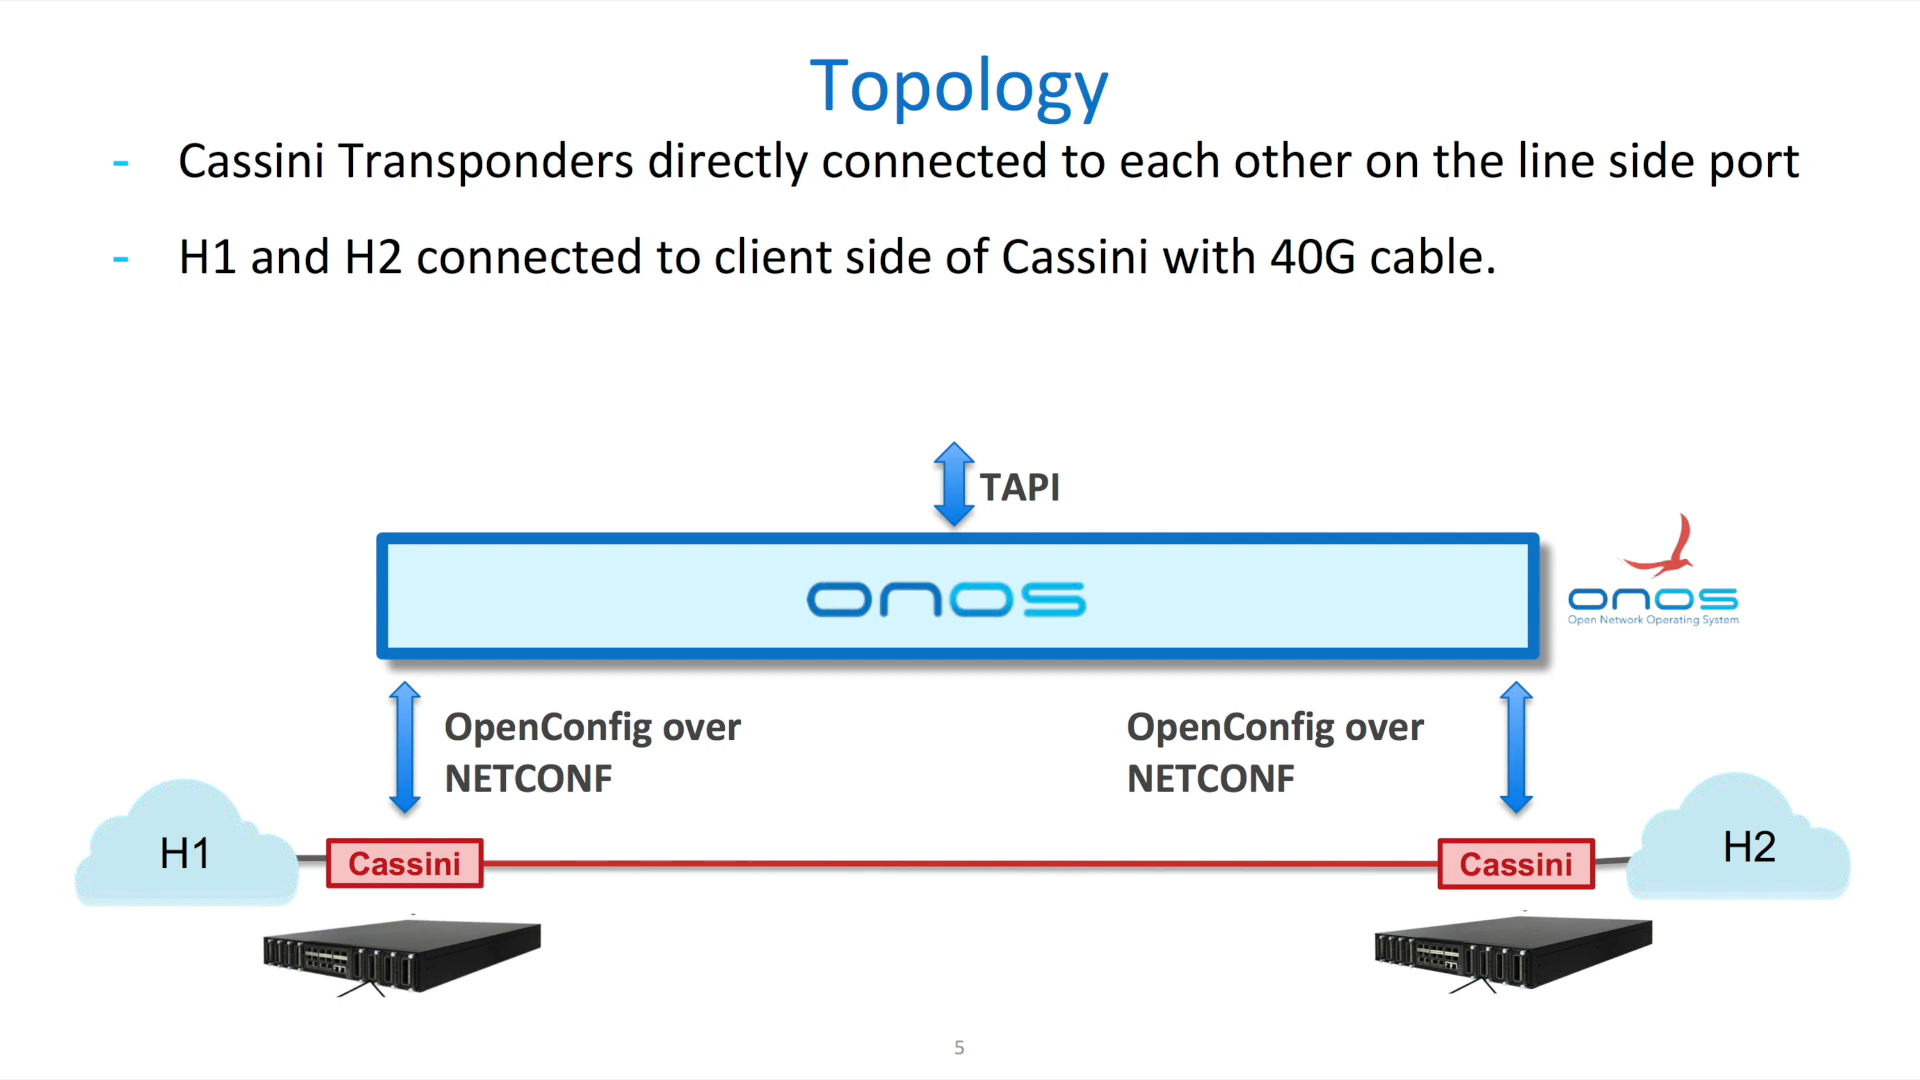 Topology
- Cassini Transponders directly connected to each other on the line side port
- H1 and H2 connected to client side of Cassini with 40G cable.
TAPI
onos
onos
Open Network Operating System
OpenConfig over
NETCONF
OpenConfig over
NETCONF
H1
Cassini
Cassini
H2
5